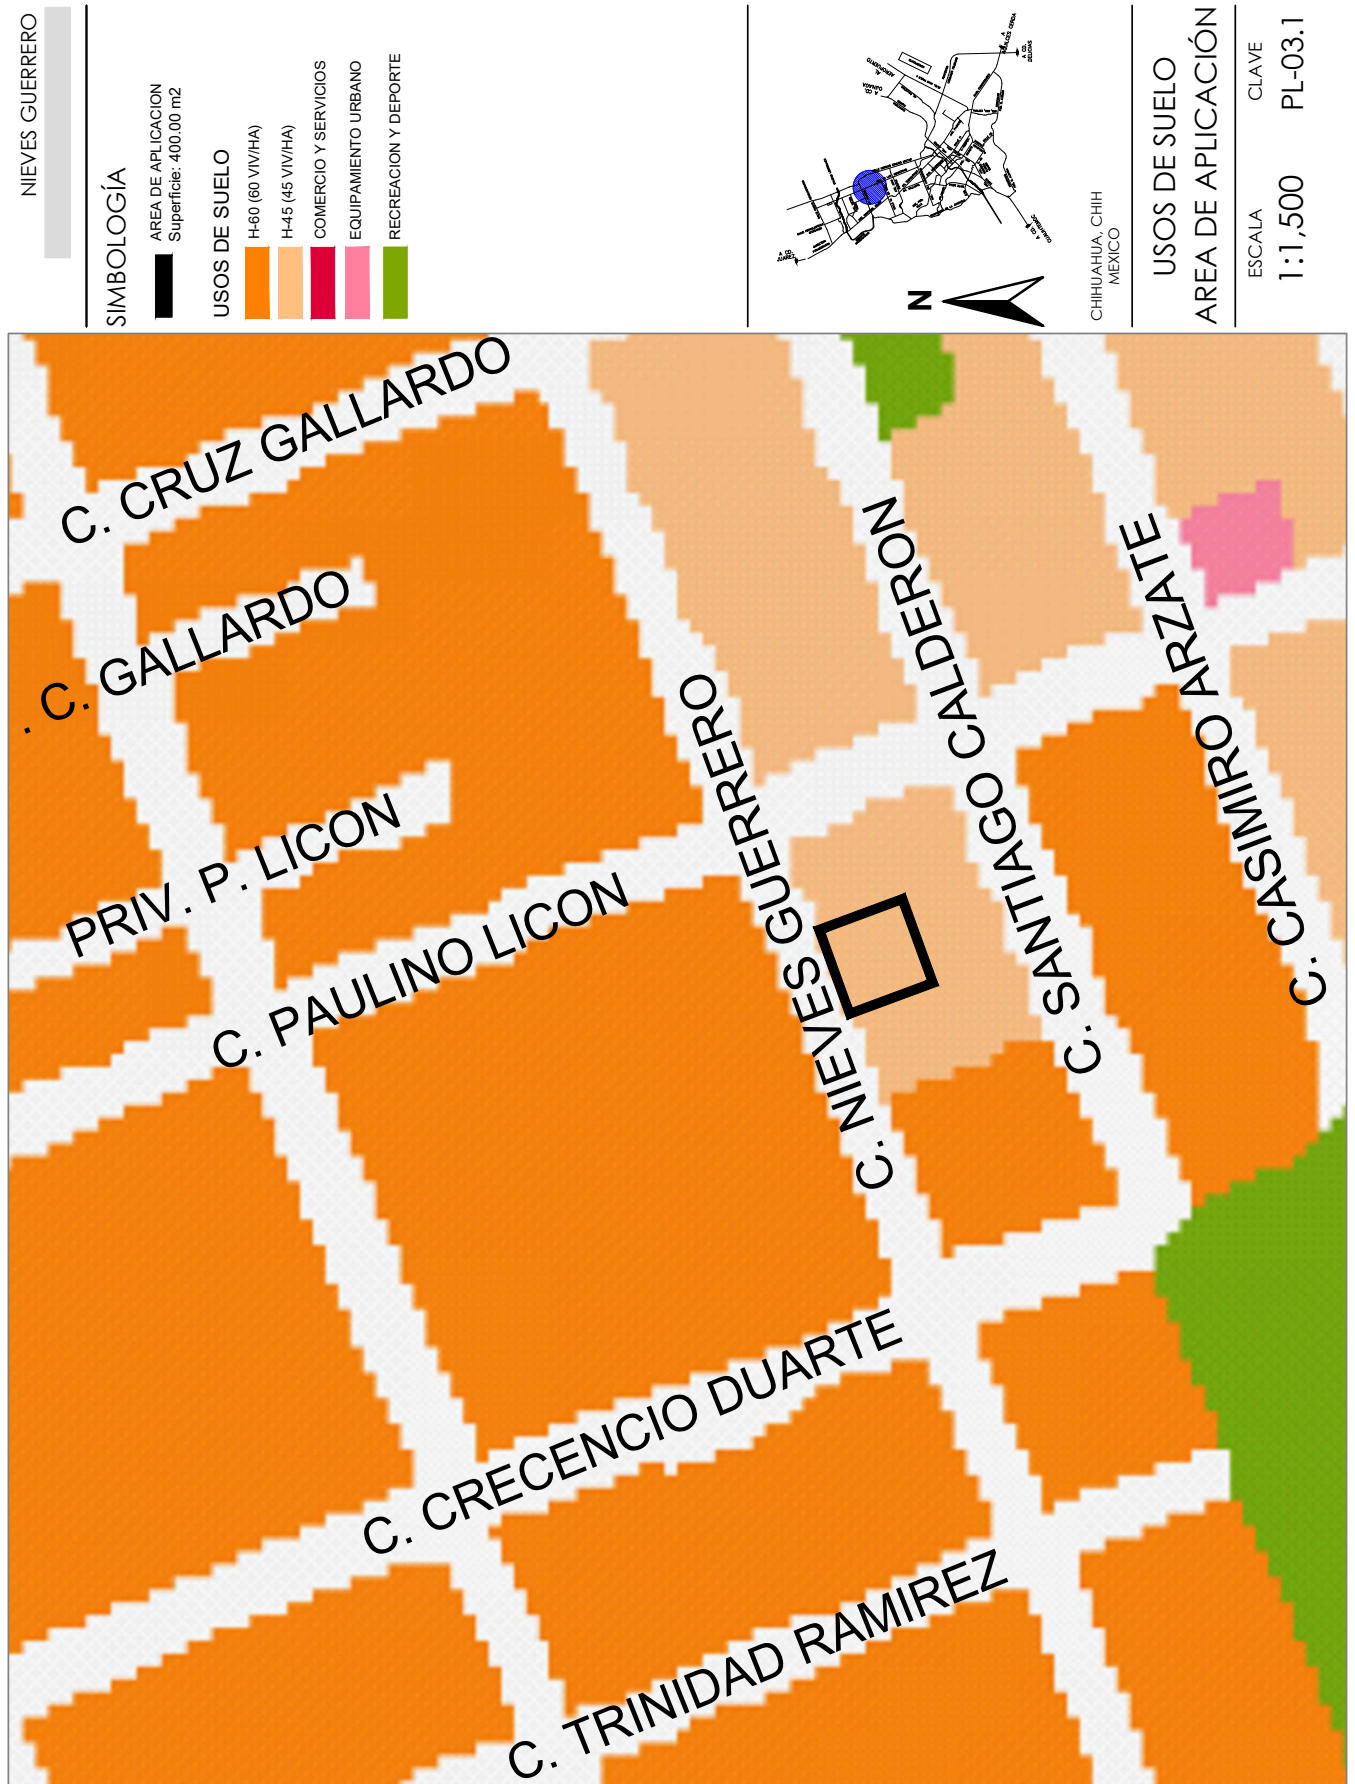 NIEVES GUERRERO
SIMBOLOGÍA
AREA DE APLICACION
Superficie: 400.00 m2
USOS DE SUELO
H-60 (60 VIV/HA)
H-45 (45 VIV/HA)
COMERCIO Y SERVICIOS
EQUIPAMIENTO URBANO
RECREACION Y DEPORTE
N
CHIHUAHUA, CHIH
MEXICO
USOS DE SUELO
AREA DE APLICACIÓN
ESCALA
1:1,500
CLAVE
PL-03.1
C. CRUZ GALLARDO
. C. GALLARDO
PRIV. P. LICON
C. PAULINO LICON
C. NIEVES GUERRERO
C. SANTIAGO CALDERON
C. CASIMIRO ARZATE
C. CRECENCIO DUARTE
C. TRINIDAD RAMIREZ